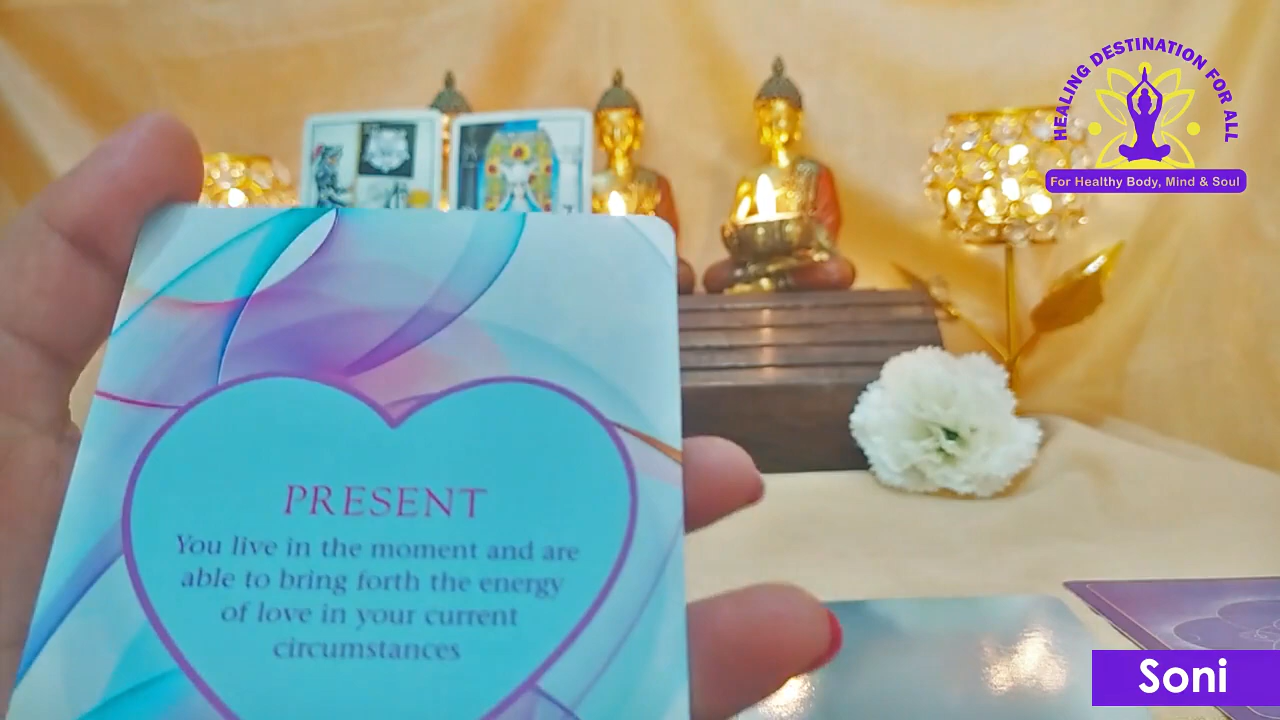 HEALING DESTINATION FOR ALL
For Healthy Body, Mind & Soul
PRESENT
You live in the moment and are
able to bring forth the energy
of love in your current
circumstances
Soni